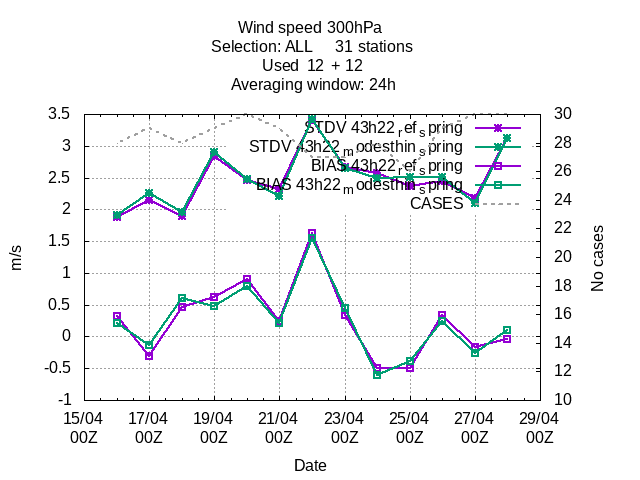 Wind speed 300hPa
Selection: ALL 31 stations
Used 12 + 12
Averaging window: 24h
3.5
3
2.5
2
1.5
1
0.5
0
-0.5
-1
m/s
30
28
26
24
22
20
18
16
14
12
10
No cases
STDV 43h22_ref_spring
STDV 43h22_modesthin_spring
BIAS 43h22_ref_spring
BIAS 43h22_modesthin_spring
CASES
15/04 17/04 19/04 21/04 23/04 25/04 27/04 29/04
00Z 00Z 00Z 00Z 00Z 00Z 00Z 00Z
Date